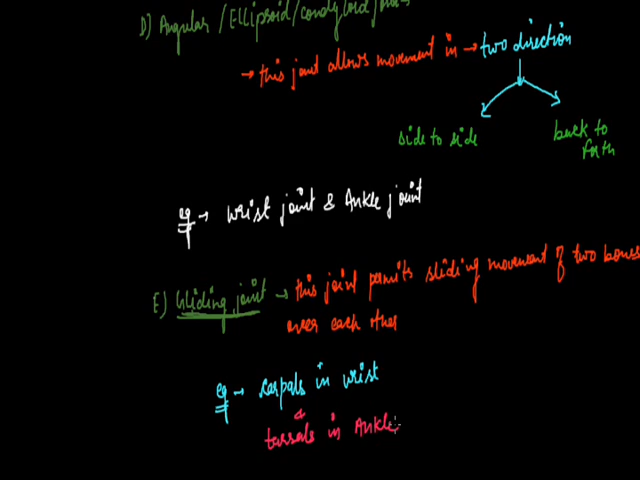 D) Angular / Ellipsoid / condyloid joints
→ this joint allows movement in → two direction
side to side
back to forth
eg → wrist joint & Ankle joint
E) Gliding joint → this joint permits sliding movement of two bones
over each other
eg → carpals in wrist
&
tarsals in Ankle